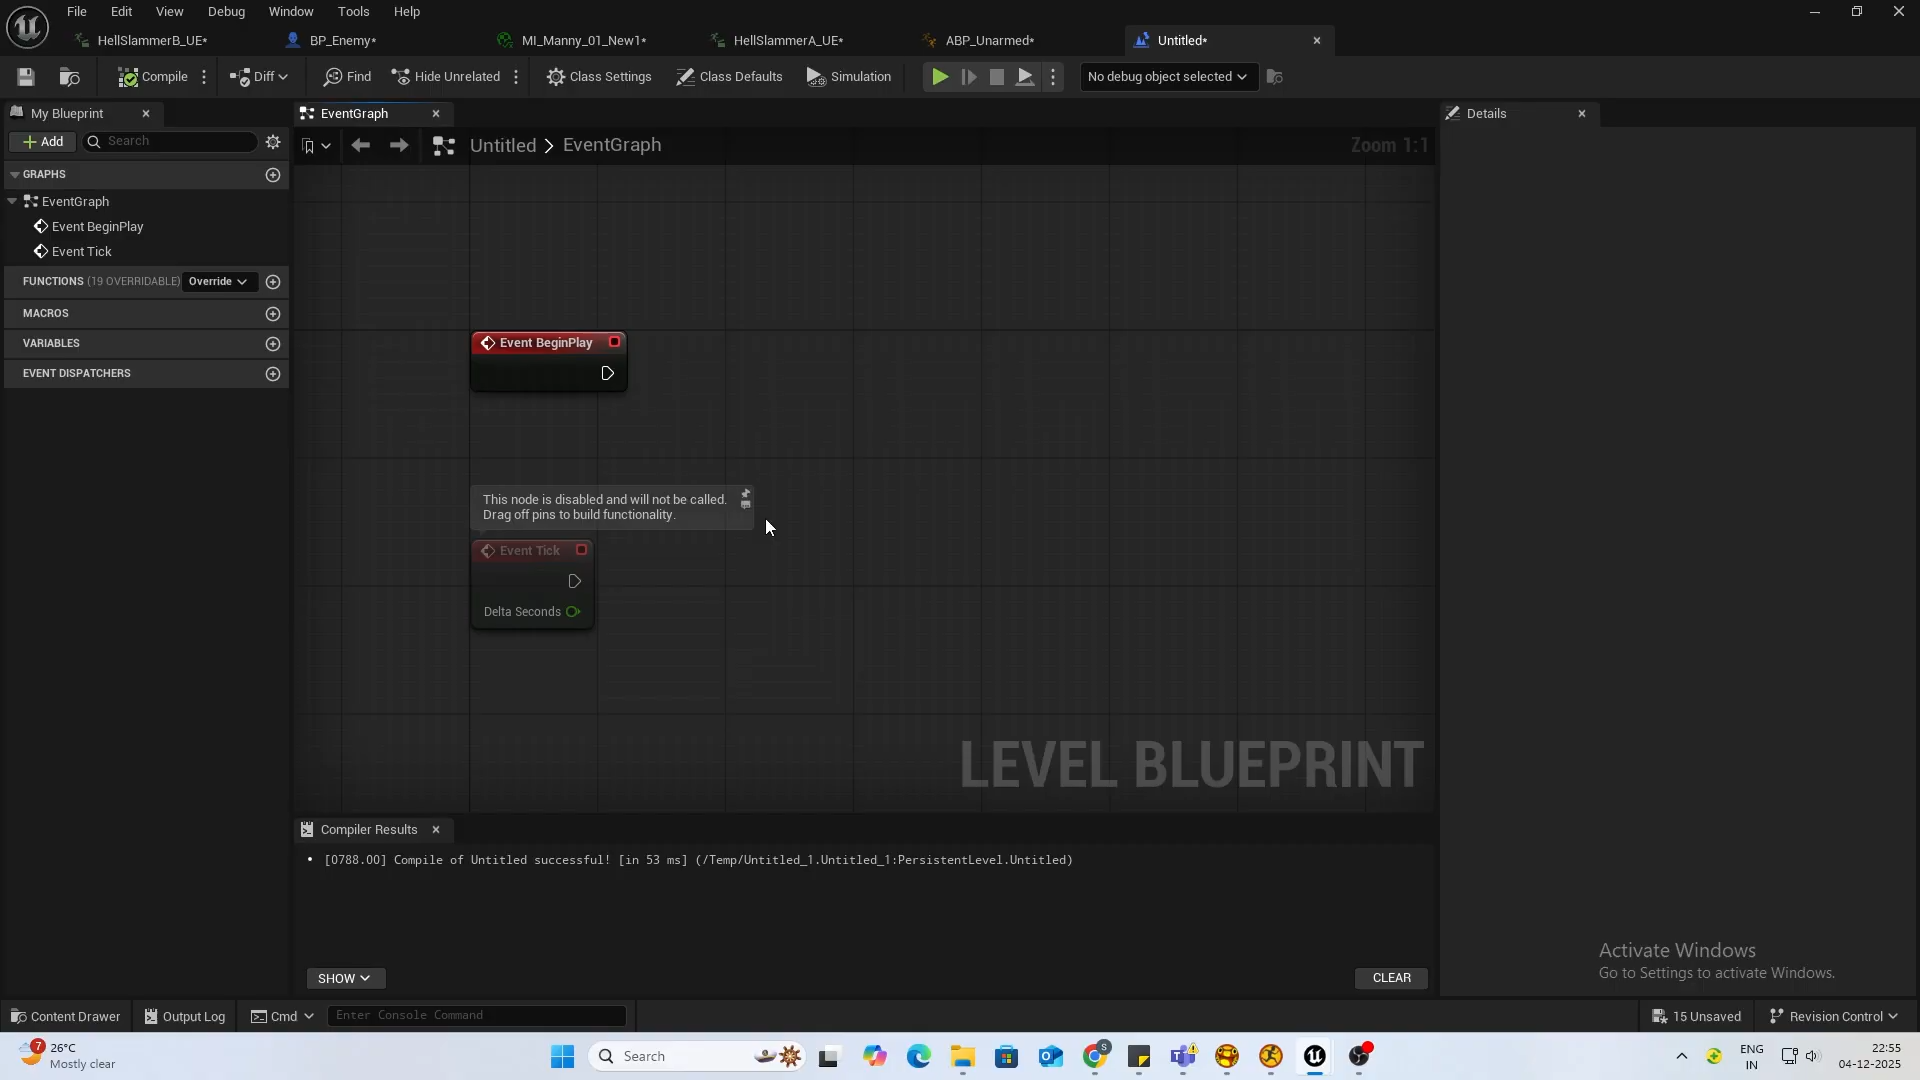 File Edit View Debug Window Tools Help
HellSlammerB_UE* BP_Enemy* MI_Manny_01_New1* HellSlammerA_UE* ABP_Unarmed* Untitled*
Compile Diff Find Hide Unrelated Class Settings Class Defaults Simulation No debug object selected
My Blueprint EventGraph Details
Add Search Untitled > EventGraph Zoom 1:1
GRAPHS
EventGraph
Event BeginPlay
Event Tick
FUNCTIONS (19 OVERRIDABLE) Override
MACROS
VARIABLES
EVENT DISPATCHERS
Event BeginPlay
This node is disabled and will not be called.
Drag off pins to build functionality.
Event Tick
Delta Seconds
LEVEL BLUEPRINT
Compiler Results
• [0788.00] Compile of Untitled successful! [in 53 ms] (/Temp/Untitled_1.Untitled_1:PersistentLevel.Untitled)
SHOW CLEAR
Activate Windows
Go to Settings to activate Windows.
Content Drawer Output Log Cmd Enter Console Command 15 Unsaved Revision Control
7 26°C
Mostly clear
Search
S
ENG
IN
22:55
04-12-2025